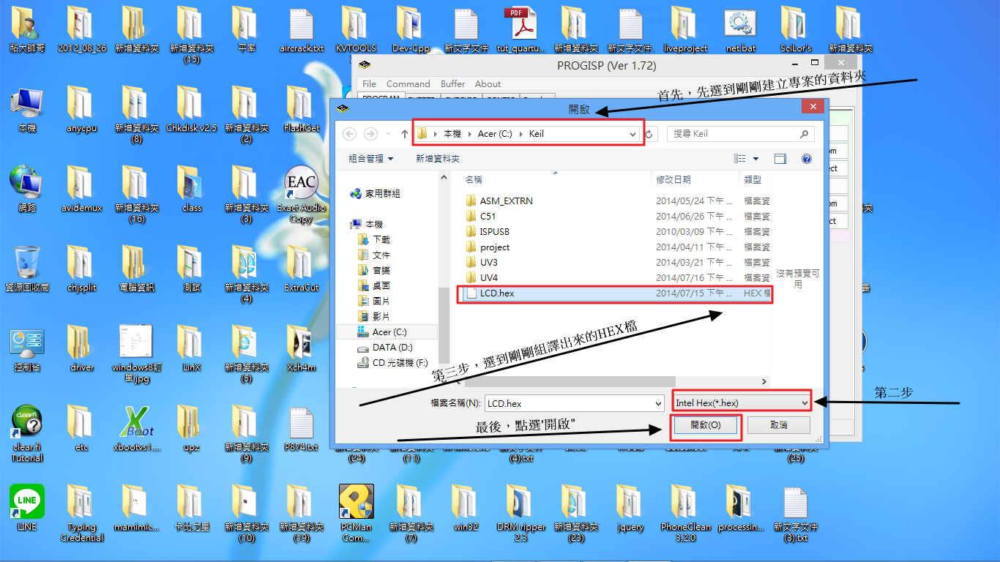 粘大帥哥
2012_08_26
新增資料夾
新增資料夾
(15)
平率
aircrack.txt
KVTOOLS
Dev-Cpp
新文字文件
tut_quartu...
新增資料夾
新文字文件
liveproject
net.bat
SciLor's
新增資料夾
PDF
PROGISP (Ver 1.72)
File Command Buffer About
首先，先選到剛剛建立專案的資料夾
開啟
本機
anycpu
新增資料夾
(8)
Chkdisk v2.5
新增資料夾
(2)
FlashGet
本機 Acer (C:) Keil
搜尋 Keil
組合管理
新增資料夾
名稱 修改日期 類型
家用群組
本機
下載
文件
音樂
桌面
圖片
影片
Acer (C:)
DATA (D:)
CD 光碟機 (F:)
ASM_EXTRN 2014/05/24 下午 ... 檔案資
C51 2014/06/26 下午 ... 檔案資
ISPUSB 2010/03/09 下午 ... 檔案資
project 2014/04/11 下午 ... 檔案資
UV3 2014/03/21 下午 ... 檔案資
UV4 2014/07/16 下午 ... 檔案資
LCD.hex 2014/07/15 下午 ... HEX 檔
沒有預覽可
用
網路
avidemux
新增資料夾
(16)
class
新增資料夾
(3)
EAC
Exact Audio
Copy
資源回收筒
chjsplit
電腦資訊
測試
新增資料夾
(4)
ExtraCut
第三步，選到剛剛組譯出來的HEX檔
控制台
driver
windows8訂
單.jpg
LinX
新增資料夾
(5)
Xch4m
第二步
檔案名稱(N): LCD.hex
Intel Hex(*.hex)
最後，點選'開啟"
開啟(O)
取消
clear.fi
clear.fi
Tutorial
etc
X
Boot
xbootvs1....
upz
新增資料夾
(9)
P874.txt
(24)
(11)
(4).txt
(25)
LINE
LINE
Typing
Credential
mamimic...
卡比之星
新增資料夾
(10)
新增資料夾
(19)
PCMan
Com...
新增資料夾
(7)
win32
DRM ripper
2.3
新增資料夾
(23)
jquery
PhoneClean
3.2.0
processin...
新文字文件
(3).txt